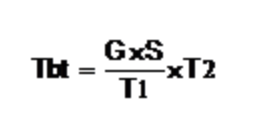 Tbt = GxS/T1 xT2